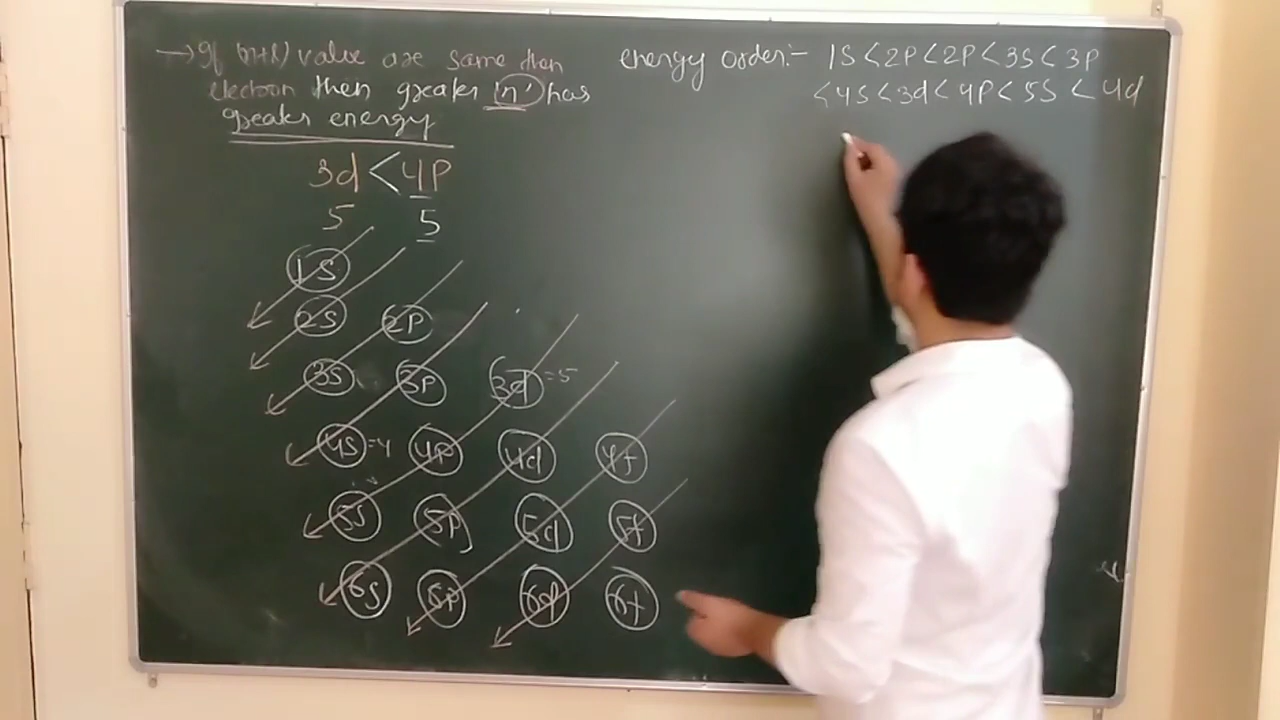 → If (n+l) value are same then
electron then greater 'n' has
greater energy
3d < 4P
5 5
1S
2S 2P
3S 3P 3d =5
4S =4 4P 4d 4f
5S 5P 5d 5f
6S 6P 6d 6f
energy order:- 1S < 2P < 2P < 3S < 3P
< 4S < 3d < 4P < 5S < 4d